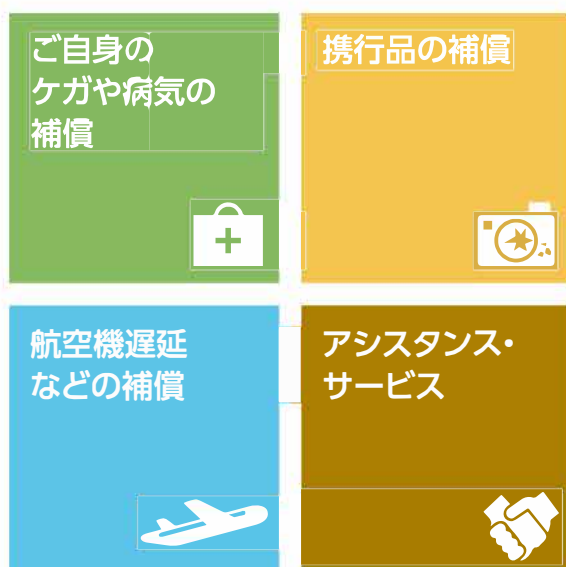 ご自身の
ケガや病気の
補償
携行品の補償
航空機遅延
などの補償
アシスタンス・
サービス